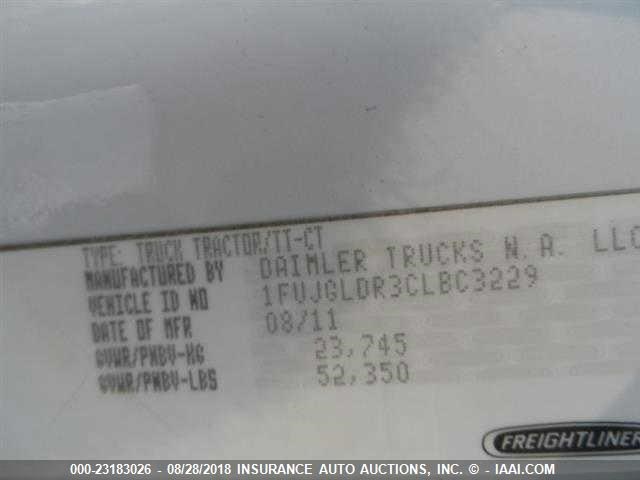 TYPE: TRUCK TRACTOR/TT-CT
MANUFACTURED BY DAIMLER TRUCKS N.A. LLC
VEHICLE ID NO 1FUJGLDR3CLBC3229
DATE OF MFR 08/11
GVWR/PNBV-KG 23,745
GVWR/PNBV-LBS 52,350
FREIGHTLINER
000-23183026 - 08/28/2018 INSURANCE AUTO AUCTIONS, INC. © - IAAI.COM